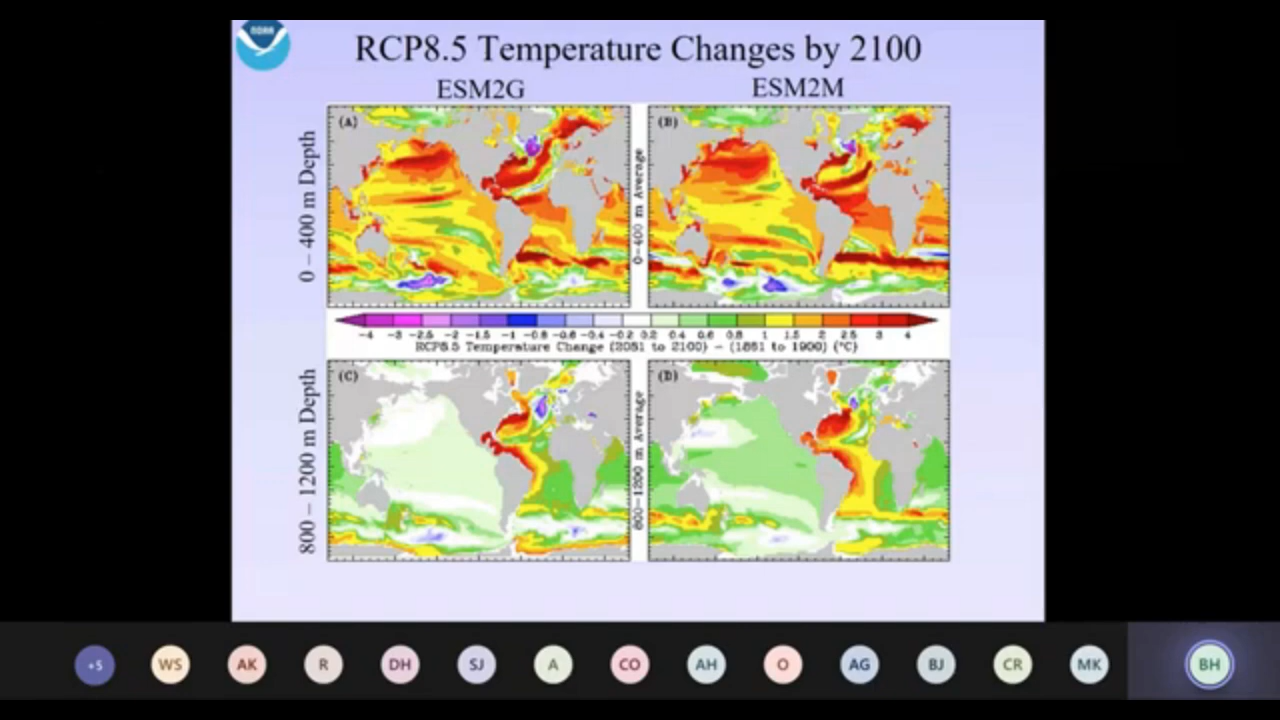 NOAA
RCP8.5 Temperature Changes by 2100
ESM2G
ESM2M
0 – 400 m Depth
(A)
0-400 m Average
(B)
-4 -3 -2.5 -2 -1.5 -1 -0.8 -0.6 -0.4 -0.2 0.2 0.4 0.6 0.8 1 1.5 2 2.5 3 4
RCP8.5 Temperature Change (2051 to 2100) - (1861 to 1900) (°C)
800 – 1200 m Depth
(C)
800-1200 m Average
(D)
+5 WS AK R DH SJ A CO AH O AG BJ CR MK BH